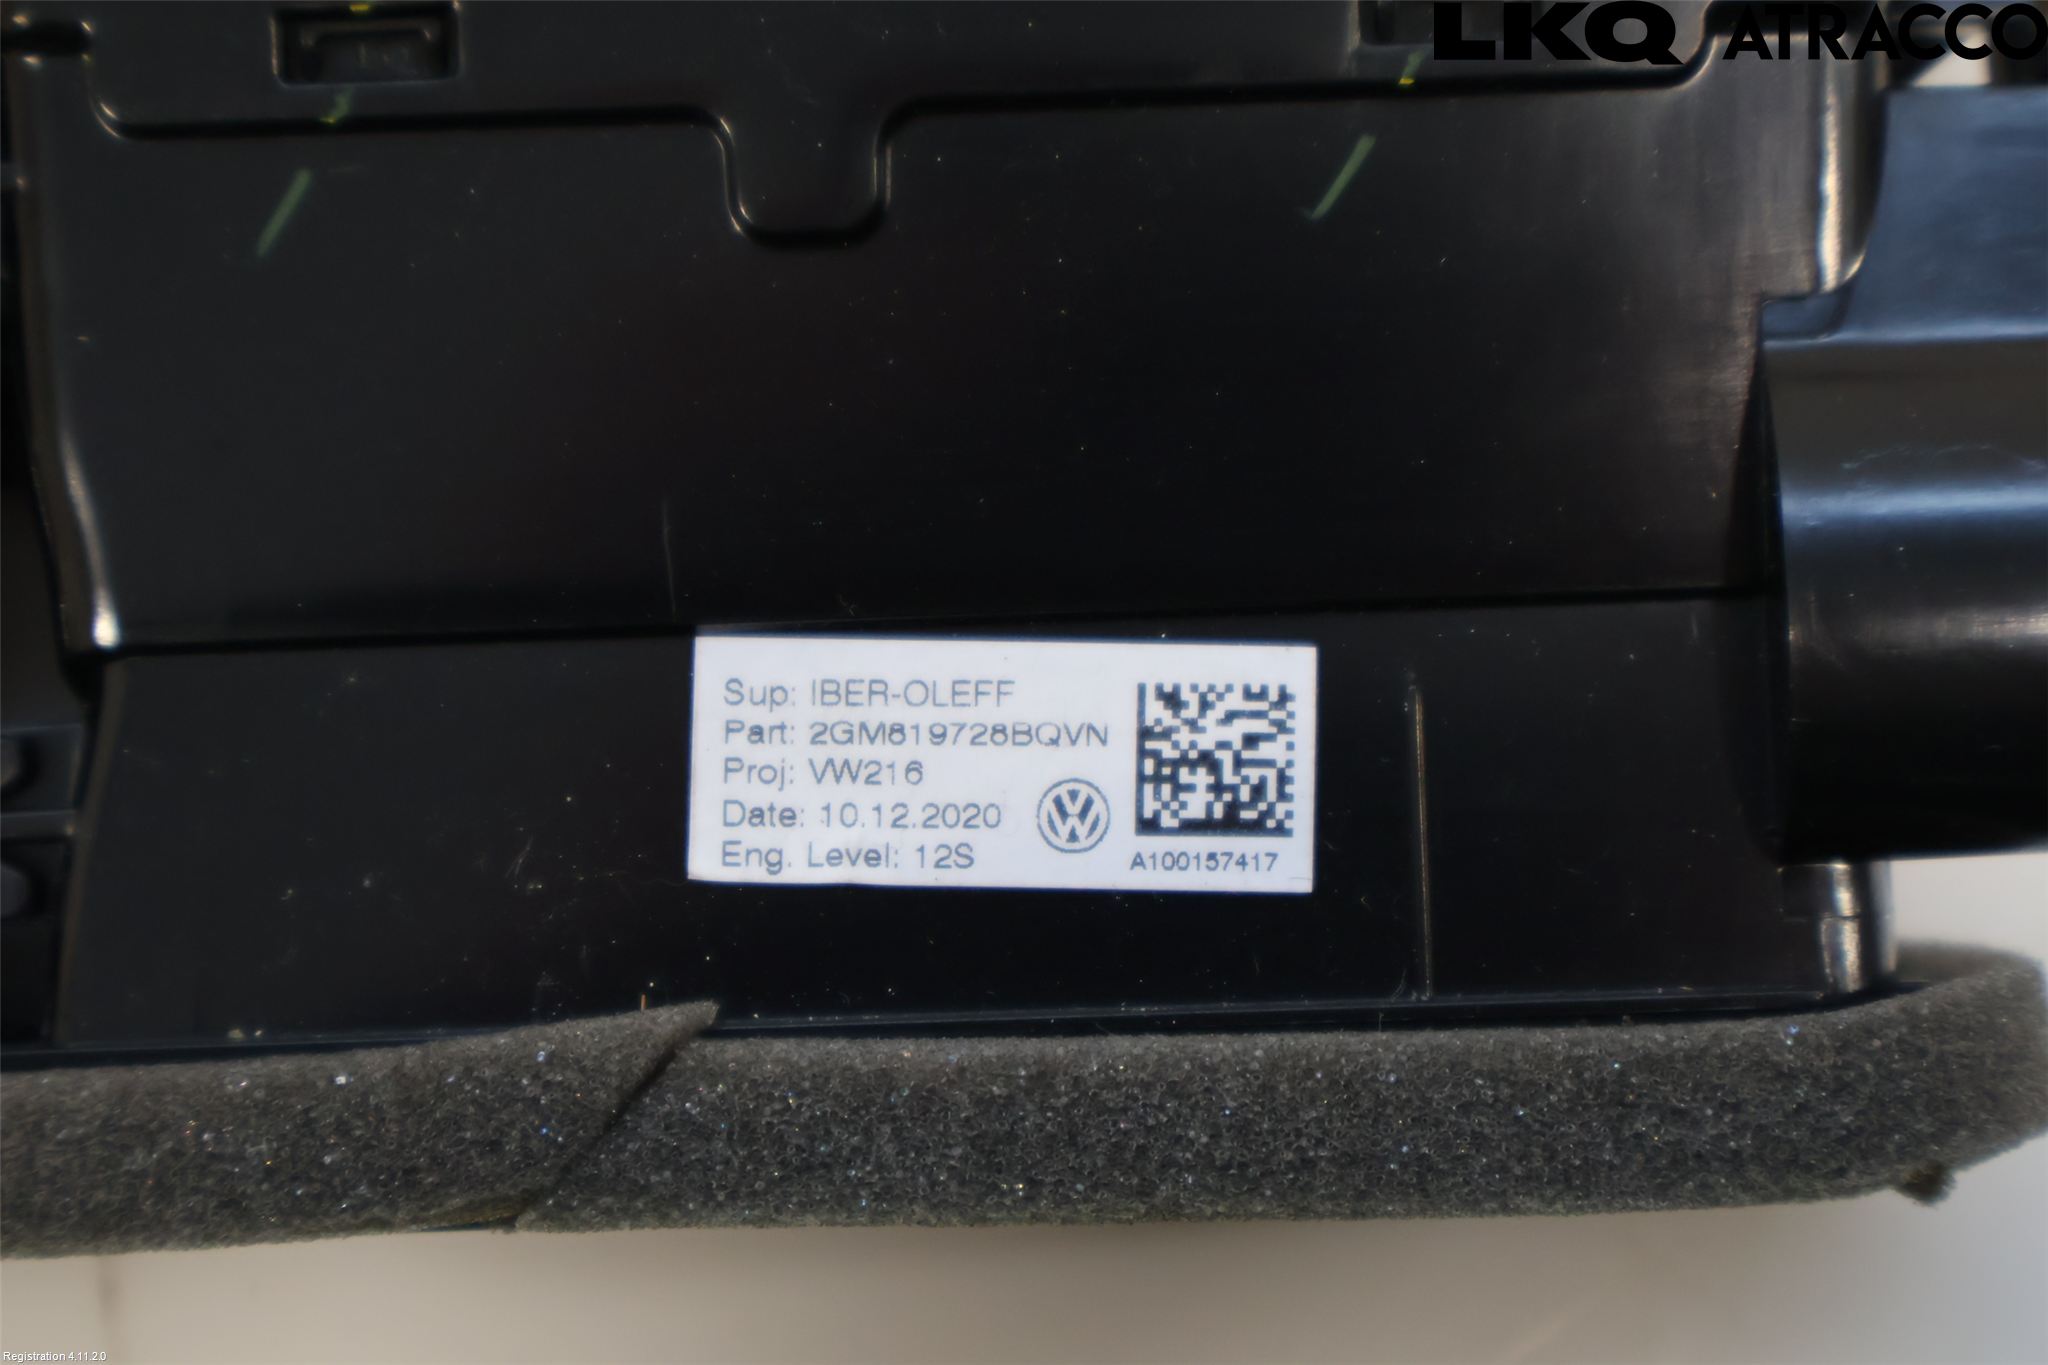 LKQ ATRACCO
Sup: IBER-OLEFF
Part: 2GM819728BQVN
Proj: VW216
Date: 10.12.2020
Eng. Level: 12S
A100157417
Registration 4.11.2.0